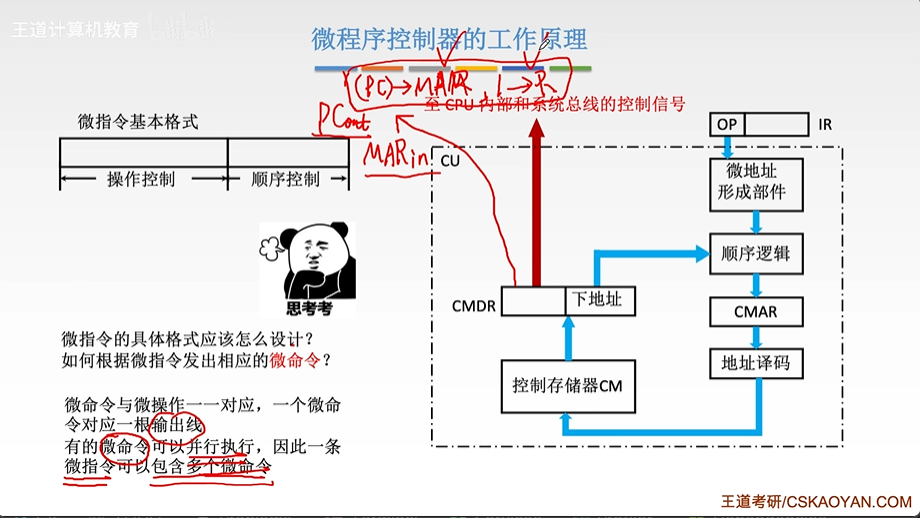 王道计算机教育
微程序控制器的工作原理
(PC)→MAR, 1→R
至 CPU 内部和系统总线的控制信号
PCout
MARin
微指令基本格式
操作控制
顺序控制
CU
OP
IR
微地址
形成部件
顺序逻辑
CMAR
地址译码
CMDR
下地址
控制存储器CM
思考考
微指令的具体格式应该怎么设计?
如何根据微指令发出相应的微命令?
微命令与微操作一一对应，一个微命
令对应一根输出线
有的微命令可以并行执行，因此一条
微指令可以包含多个微命令
王道考研/CSKAOYAN.COM